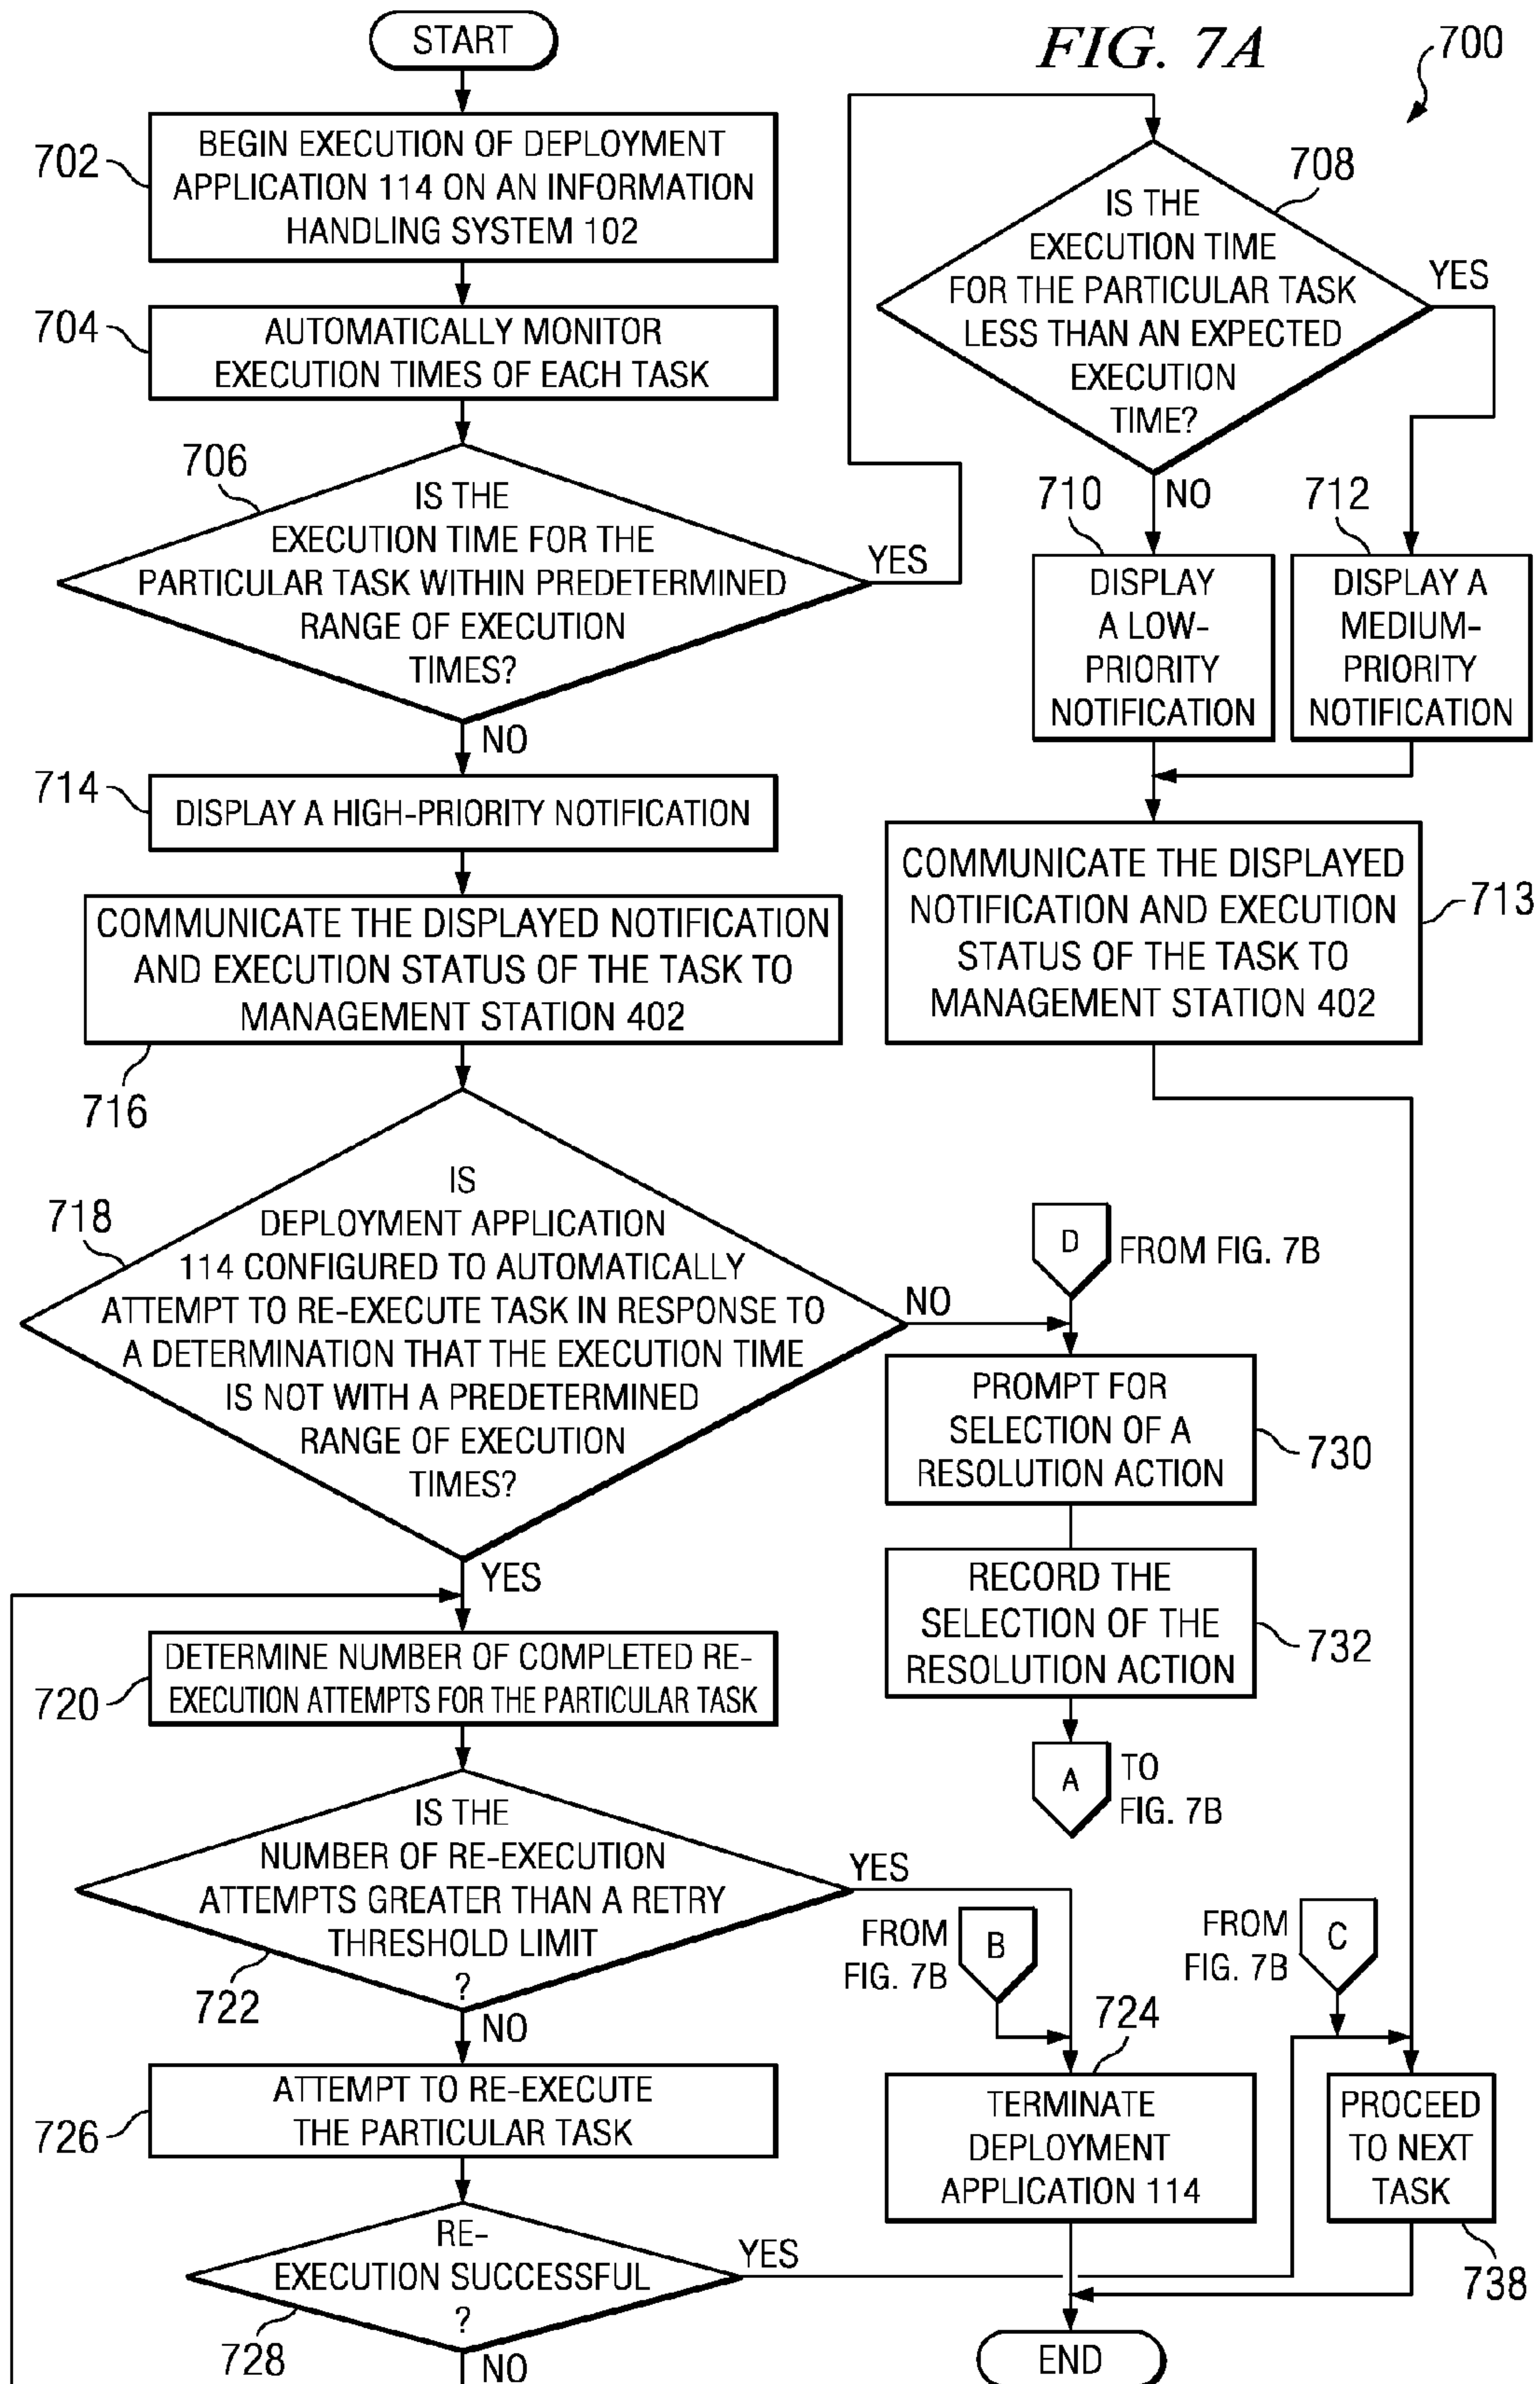 START
FIG. 7A
700
702
BEGIN EXECUTION OF DEPLOYMENT
APPLICATION 114 ON AN INFORMATION
HANDLING SYSTEM 102
704
AUTOMATICALLY MONITOR
EXECUTION TIMES OF EACH TASK
706
IS THE
EXECUTION TIME FOR THE
PARTICULAR TASK WITHIN PREDETERMINED
RANGE OF EXECUTION
TIMES?
YES
NO
708
IS THE
EXECUTION TIME
FOR THE PARTICULAR TASK
LESS THAN AN EXPECTED
EXECUTION
TIME?
YES
NO
710
DISPLAY
A LOW-
PRIORITY
NOTIFICATION
712
DISPLAY A
MEDIUM-
PRIORITY
NOTIFICATION
713
COMMUNICATE THE DISPLAYED
NOTIFICATION AND EXECUTION
STATUS OF THE TASK TO
MANAGEMENT STATION 402
714
DISPLAY A HIGH-PRIORITY NOTIFICATION
COMMUNICATE THE DISPLAYED NOTIFICATION
AND EXECUTION STATUS OF THE TASK TO
MANAGEMENT STATION 402
716
718
IS
DEPLOYMENT APPLICATION
114 CONFIGURED TO AUTOMATICALLY
ATTEMPT TO RE-EXECUTE TASK IN RESPONSE TO
A DETERMINATION THAT THE EXECUTION TIME
IS NOT WITH A PREDETERMINED
RANGE OF EXECUTION
TIMES?
NO
YES
D
FROM FIG. 7B
PROMPT FOR
SELECTION OF A
RESOLUTION ACTION
730
RECORD THE
SELECTION OF THE
RESOLUTION ACTION
732
A
TO
FIG. 7B
720
DETERMINE NUMBER OF COMPLETED RE-
EXECUTION ATTEMPTS FOR THE PARTICULAR TASK
IS THE
NUMBER OF RE-EXECUTION
ATTEMPTS GREATER THAN A RETRY
THRESHOLD LIMIT
?
722
YES
NO
FROM
FIG. 7B
B
FROM
FIG. 7B
C
724
TERMINATE
DEPLOYMENT
APPLICATION 114
PROCEED
TO NEXT
TASK
738
726
ATTEMPT TO RE-EXECUTE
THE PARTICULAR TASK
RE-
EXECUTION SUCCESSFUL
?
728
YES
NO
END